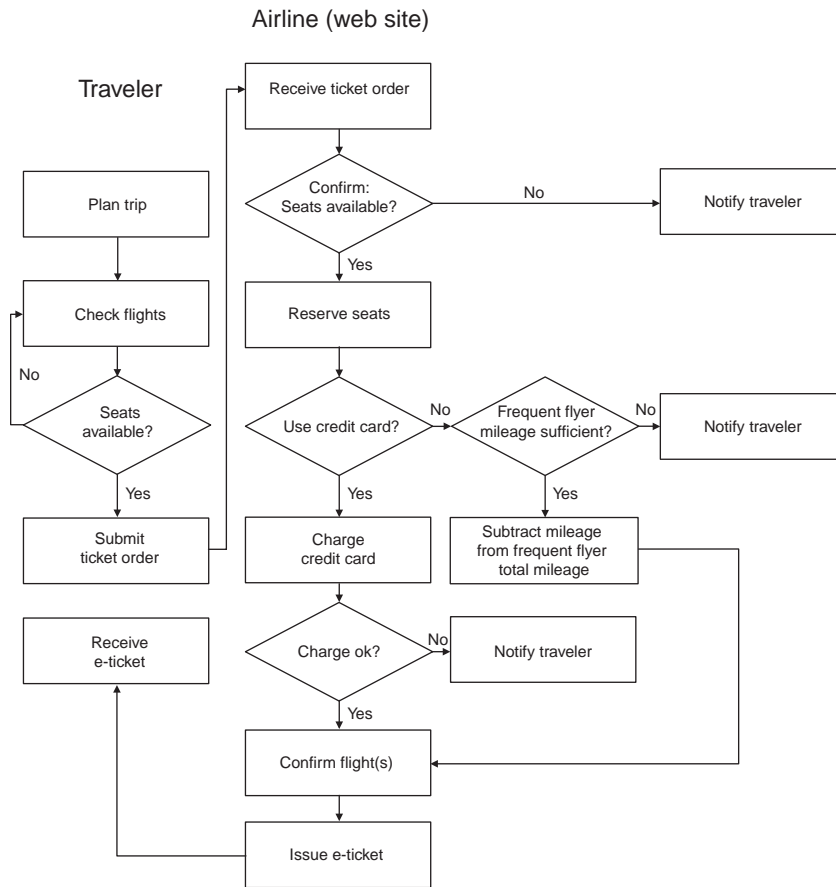 Airline (web site)
Traveler
Receive ticket order
Plan trip
Confirm:
Seats available?
No
Notify traveler
Yes
Check flights
Reserve seats
No
Seats
available?
Use credit card?
No
Frequent flyer
mileage sufficient?
No
Notify traveler
Yes
Yes
Yes
Submit
ticket order
Charge
credit card
Subtract mileage
from frequent flyer
total mileage
Receive
e-ticket
Charge ok?
No
Notify traveler
Yes
Confirm flight(s)
Issue e-ticket